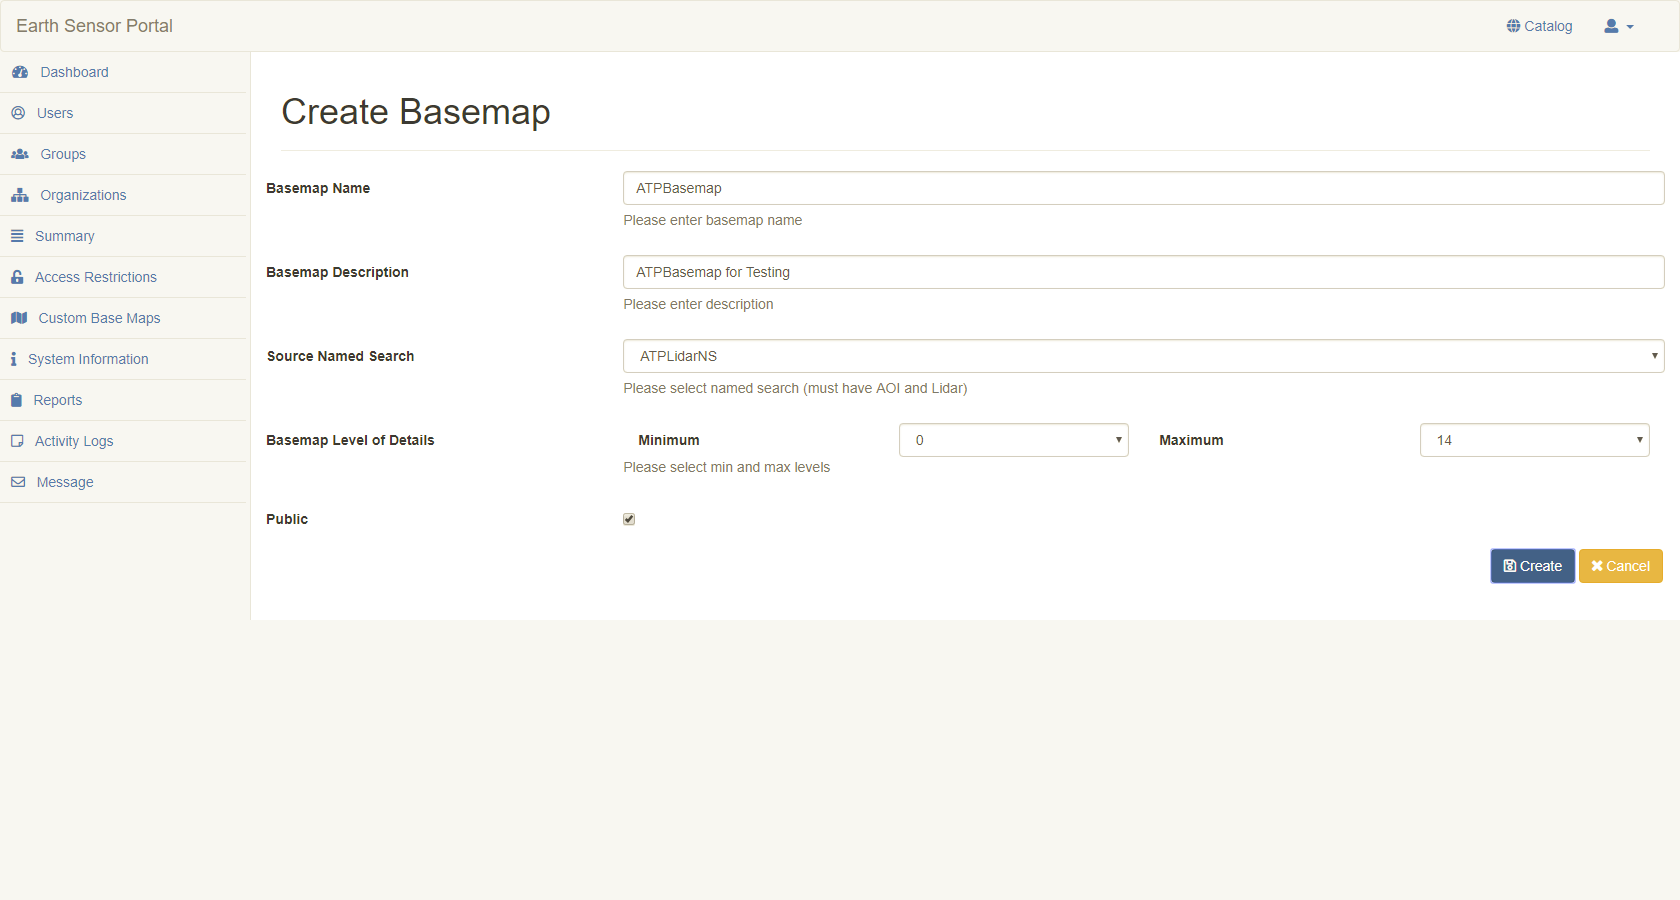 Earth Sensor Portal
Catalog
Dashboard
Users
Groups
Organizations
Summary
Access Restrictions
Custom Base Maps
System Information
Reports
Activity Logs
Message
Create Basemap
Basemap Name
ATPBasemap
Please enter basemap name
Basemap Description
ATPBasemap for Testing
Please enter description
Source Named Search
ATPLidarNS
Please select named search (must have AOI and Lidar)
Basemap Level of Details
Minimum
0
Maximum
14
Please select min and max levels
Public
Create
Cancel